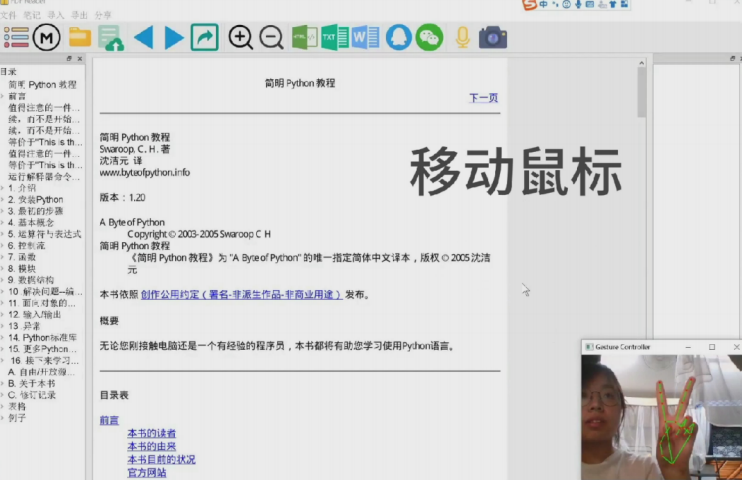 文件 笔记 导入 导出 分享
中
M
TXT
W
目录
简明 Python 教程
下一页
简明 Python 教程
前言
值得注意的一件...
续，而不是开始...
续，而不是开始...
等价于"This is th...
值得注意的一件...
等价于"This is th...
运行解释器命令...
1. 介绍
2. 安装Python
3. 最初的步骤
4. 基本概念
5. 运算符与表达式
6. 控制流
7. 函数
8. 模块
9. 数据结构
10. 解决问题--编...
11. 面向对象的...
12. 输入/输出
13. 异常
14. Python标准库
15. 更多Python...
16. 接下来学习...
A. 自由/开放源...
B. 关于本书
C. 修订记录
表格
例子
简明 Python 教程
Swaroop, C. H. 著
沈洁元 译
www.byteofpython.info
版本：1.20
A Byte of Python
Copyright © 2003-2005 Swaroop C H
简明 Python 教程
《简明 Python 教程》为 "A Byte of Python" 的唯一指定简体中文译本，版权 © 2005 沈洁
元
本书依照 创作公用约定（署名-非派生作品-非商业用途） 发布。
概要
无论您刚接触电脑还是一个有经验的程序员，本书都将有助您学习使用Python语言。
目录表
前言
本书的读者
本书的由来
本书目前的状况
官方网站
移动鼠标
Gesture Controller